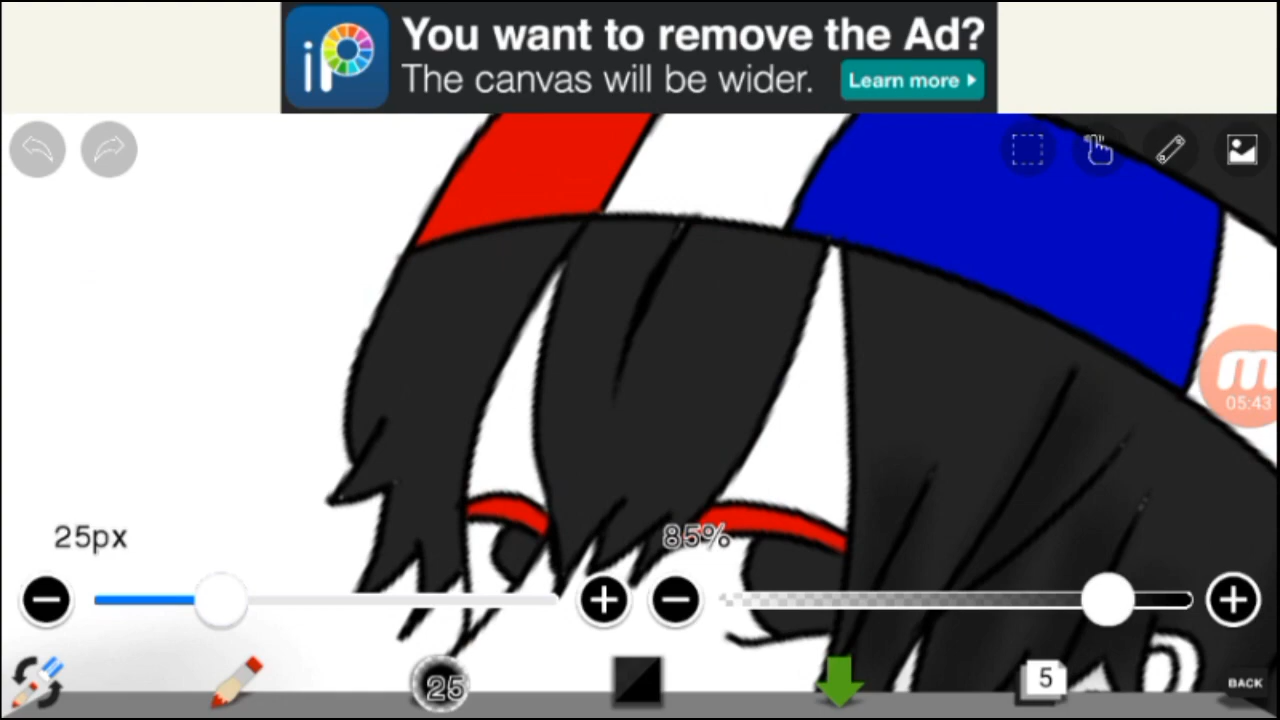 iP
You want to remove the Ad?
The canvas will be wider.
Learn more
m
05:43
25px
85%
25
5
BACK